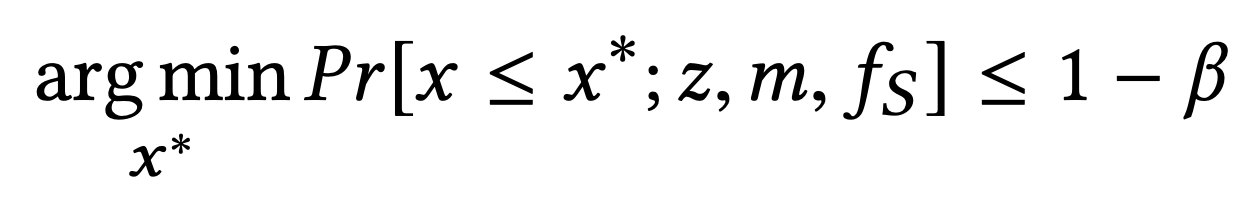 arg min Pr[x ≤ x*; z, m, f_S] ≤ 1 − β
x*